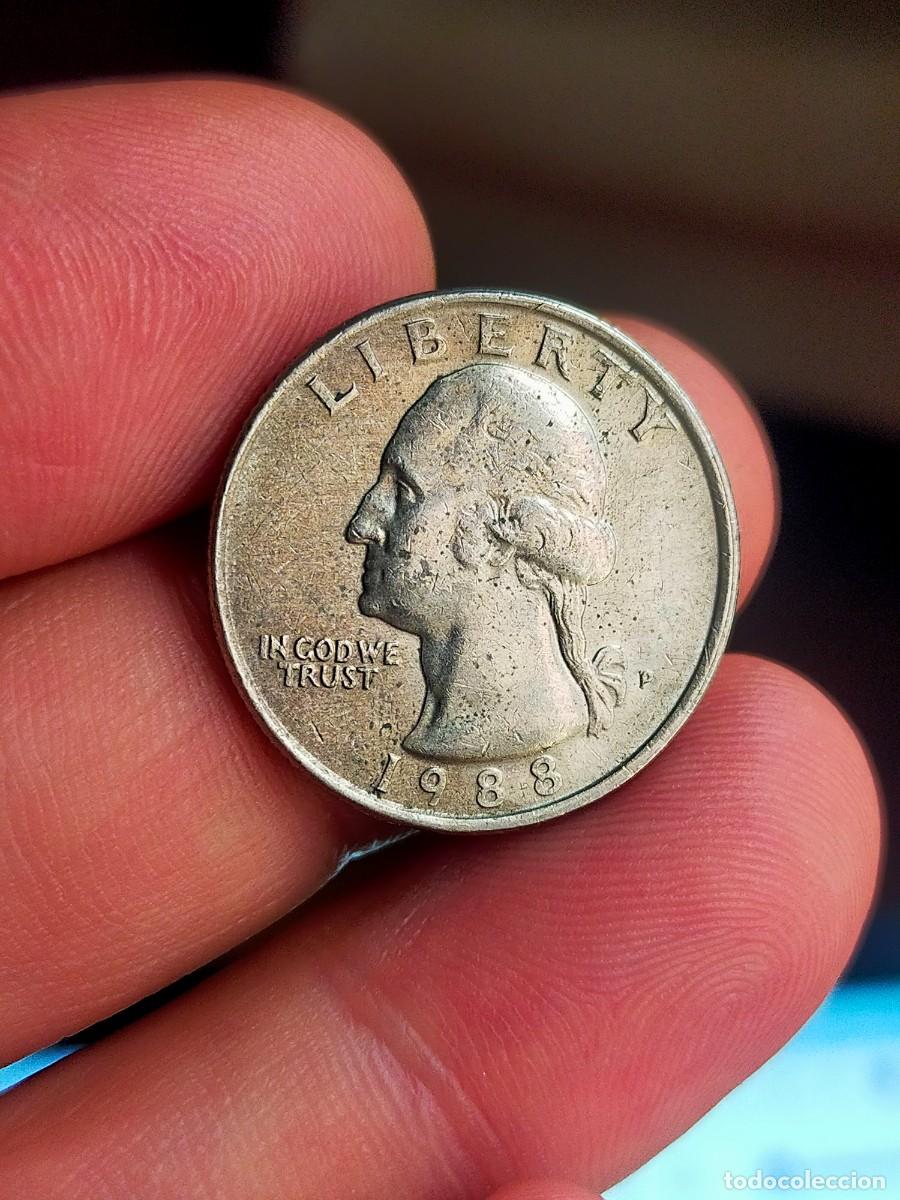 LIBERTY
IN GOD WE
TRUST
P
1988
todocoleccion